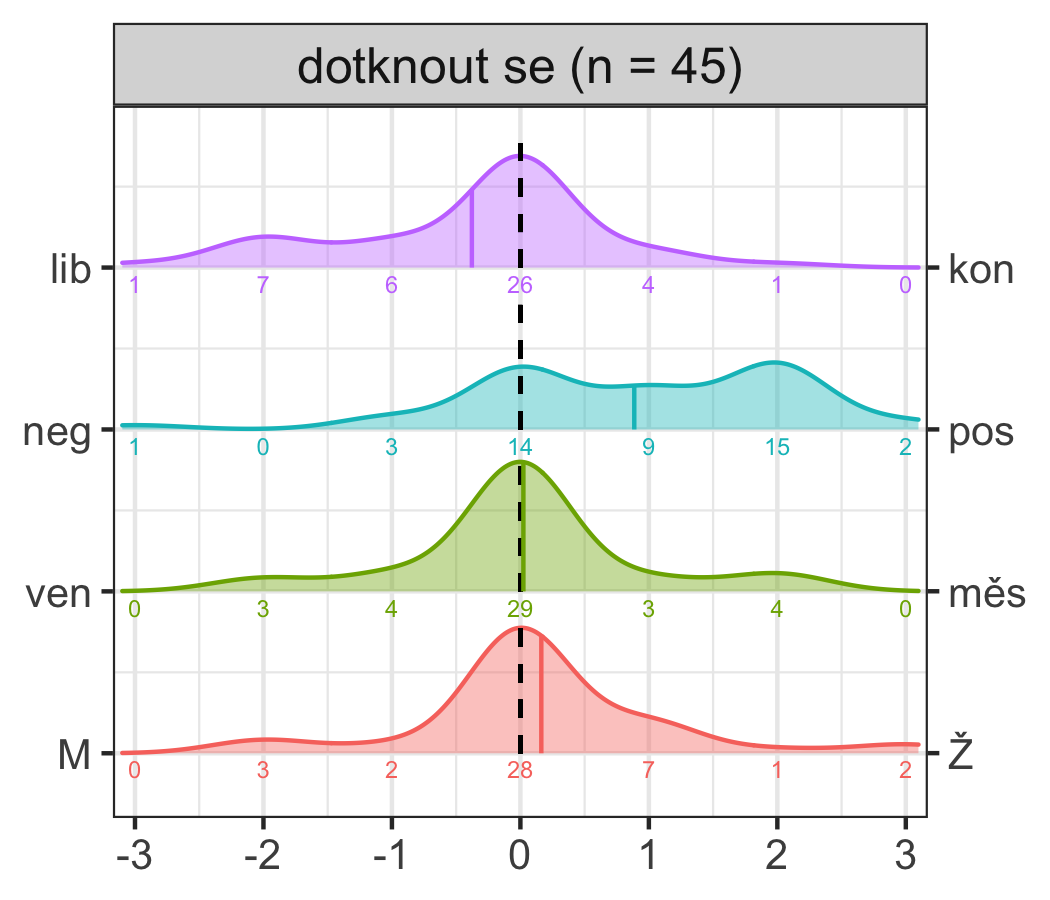 dotknout se (n = 45)
lib kon
1 7 6 26 4 1 0
neg pos
1 0 3 14 9 15 2
ven měs
0 3 4 29 3 4 0
M Ž
0 3 2 28 7 1 2
-3 -2 -1 0 1 2 3